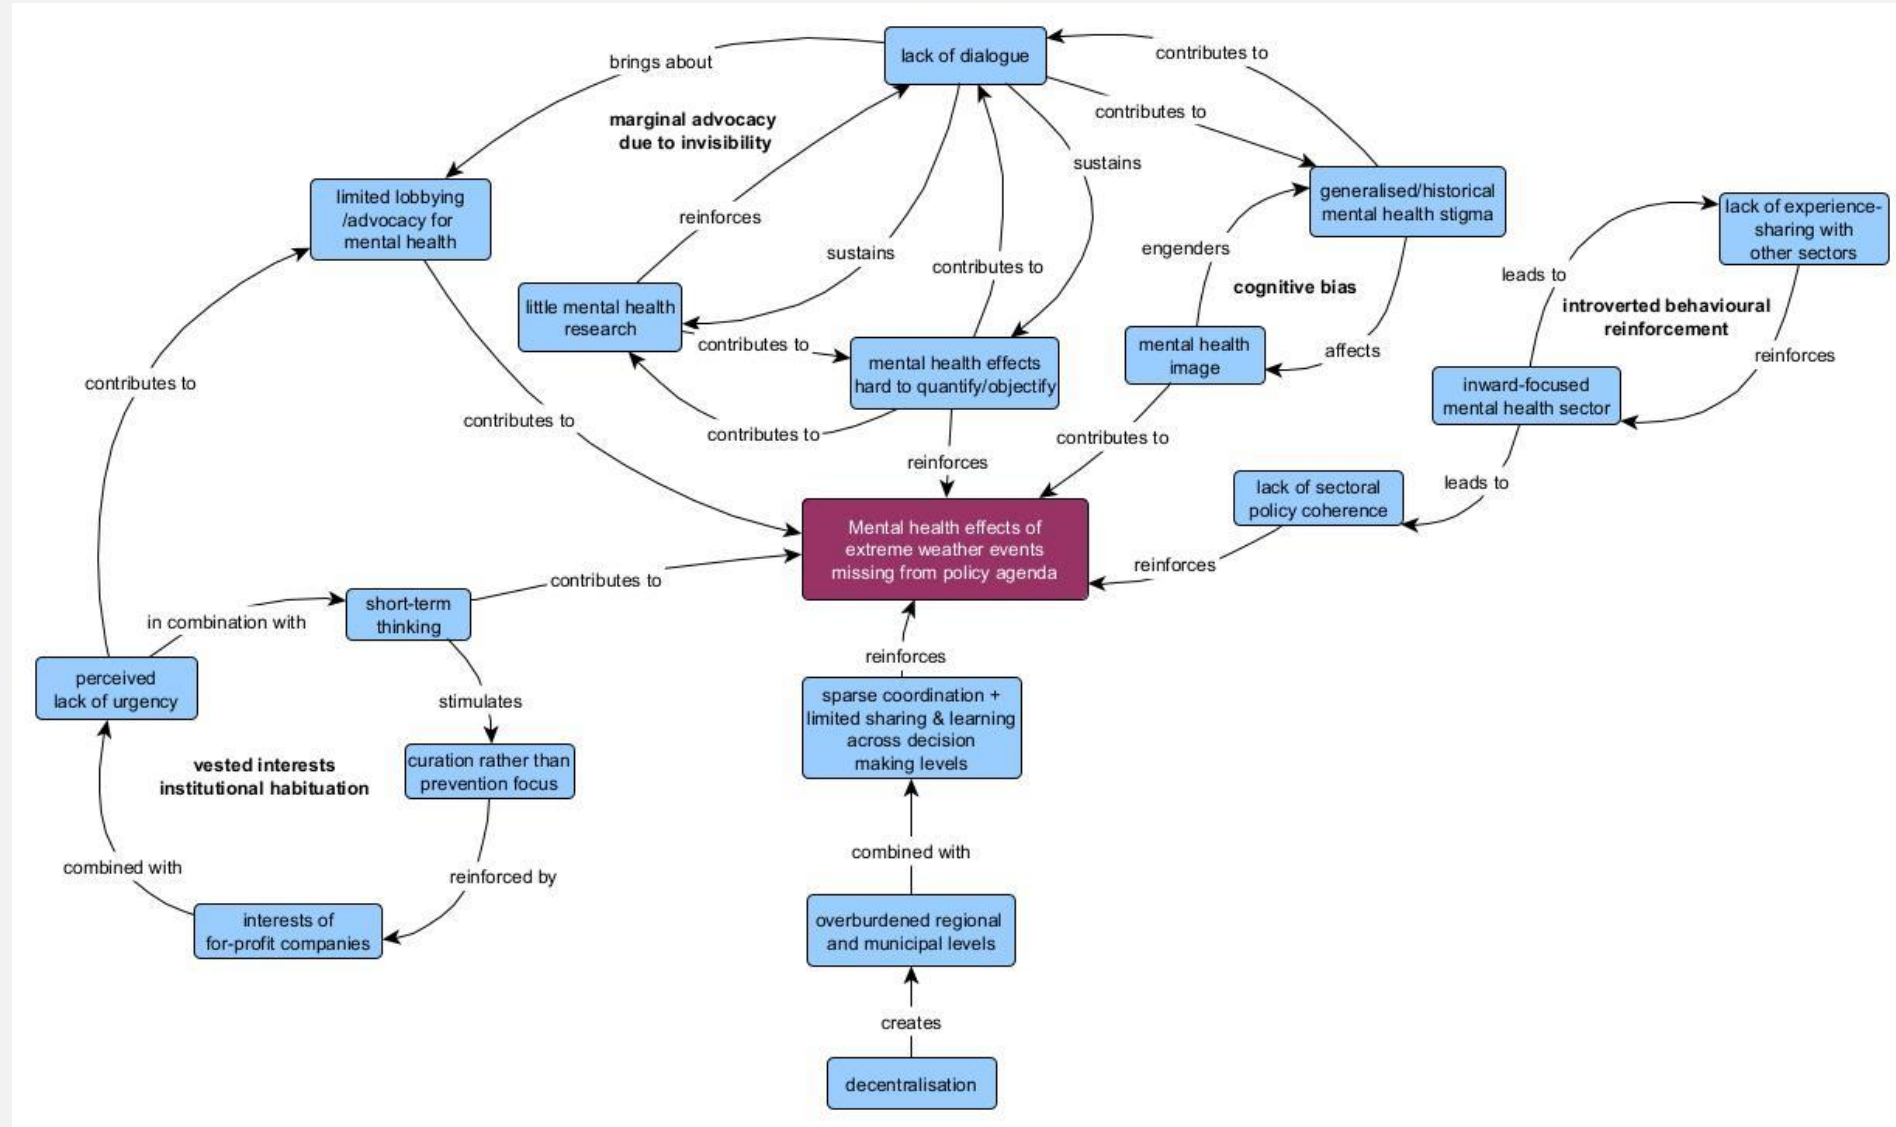 lack of dialogue
brings about
contributes to
contributes to
marginal advocacy
due to invisibility
sustains
limited lobbying
/advocacy for
mental health
generalised/historical
mental health stigma
lack of experience-
sharing with
other sectors
reinforces
sustains
contributes to
engenders
cognitive bias
leads to
introverted behavioural
reinforcement
little mental health
research
contributes to
mental health effects
hard to quantify/objectify
mental health
image
affects
reinforces
inward-focused
mental health sector
contributes to
contributes to
contributes to
reinforces
contributes to
leads to
lack of sectoral
policy coherence
Mental health effects of
extreme weather events
missing from policy agenda
reinforces
contributes to
short-term
thinking
in combination with
perceived
lack of urgency
stimulates
reinforces
sparse coordination +
limited sharing & learning
across decision
making levels
vested interests
institutional habituation
curation rather than
prevention focus
combined with
reinforced by
combined with
interests of
for-profit companies
overburdened regional
and municipal levels
creates
decentralisation